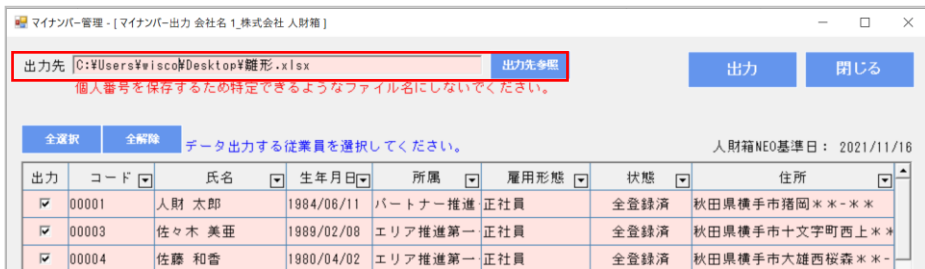 マイナンバー管理 - [マイナンバー出力 会社名 1_株式会社 人財箱]
出力先 C:¥Users¥wisco¥Desktop¥雛形.xlsx 出力先参照 出力 閉じる
個人番号を保存するため特定できるようなファイル名にしないでください。
全選択 全解除 データ出力する従業員を選択してください。 人財箱NEO基準日: 2021/11/16
出力 コード 氏名 生年月日 所属 雇用形態 状態 住所
00001 人財 太郎 1984/06/11 パートナー推進 正社員 全登録済 秋田県横手市猪岡**-**
00003 佐々木 美亜 1989/02/08 エリア推進第一 正社員 全登録済 秋田県横手市十文字町西上**
00004 佐藤 和香 1980/04/02 エリア推進第一 正社員 全登録済 秋田県横手市大雄西桜森**-